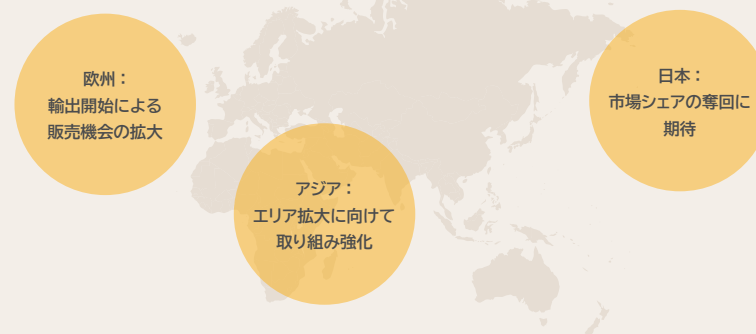 欧州：
輸出開始による
販売機会の拡大
アジア：
エリア拡大に向けて
取り組み強化
日本：
市場シェアの奪回に
期待